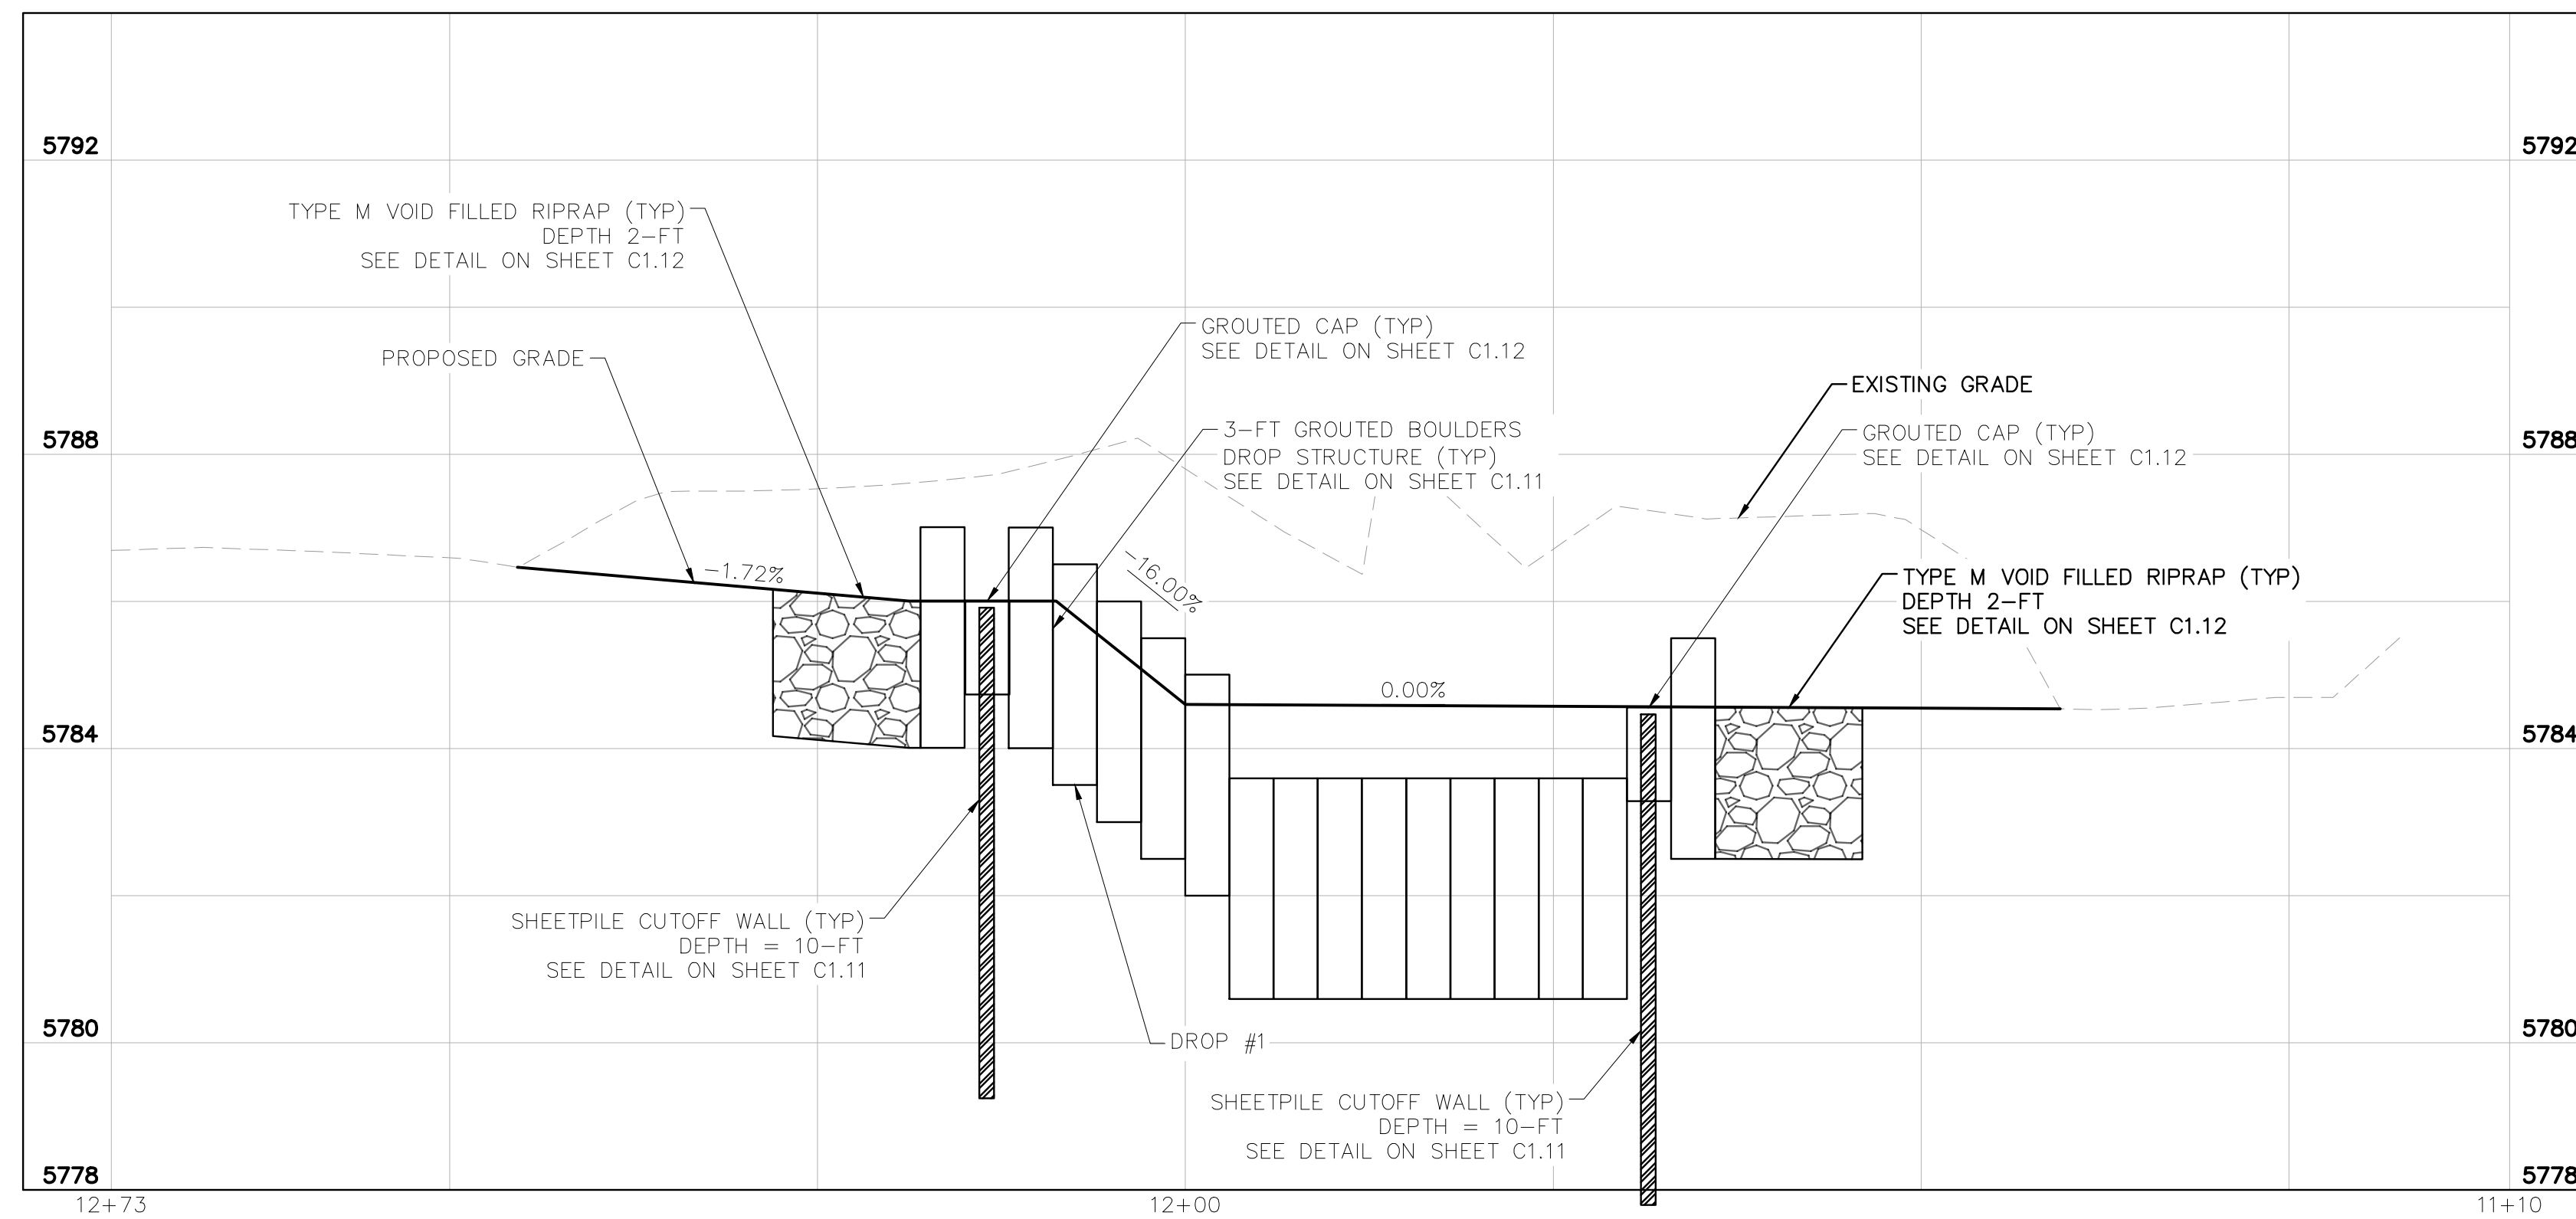 5792
5792
TYPE M VOID FILLED RIPRAP (TYP)
DEPTH 2-FT
SEE DETAIL ON SHEET C1.12
GROUTED CAP (TYP)
SEE DETAIL ON SHEET C1.12
PROPOSED GRADE
EXISTING GRADE
5788
3-FT GROUTED BOULDERS
DROP STRUCTURE (TYP)
SEE DETAIL ON SHEET C1.11
GROUTED CAP (TYP)
SEE DETAIL ON SHEET C1.12
5788
-1.72%
-16.00%
TYPE M VOID FILLED RIPRAP (TYP)
DEPTH 2-FT
SEE DETAIL ON SHEET C1.12
0.00%
5784
5784
SHEETPILE CUTOFF WALL (TYP)
DEPTH = 10-FT
SEE DETAIL ON SHEET C1.11
5780
DROP #1
5780
SHEETPILE CUTOFF WALL (TYP)
DEPTH = 10-FT
SEE DETAIL ON SHEET C1.11
5778
5778
12+73
12+00
11+10